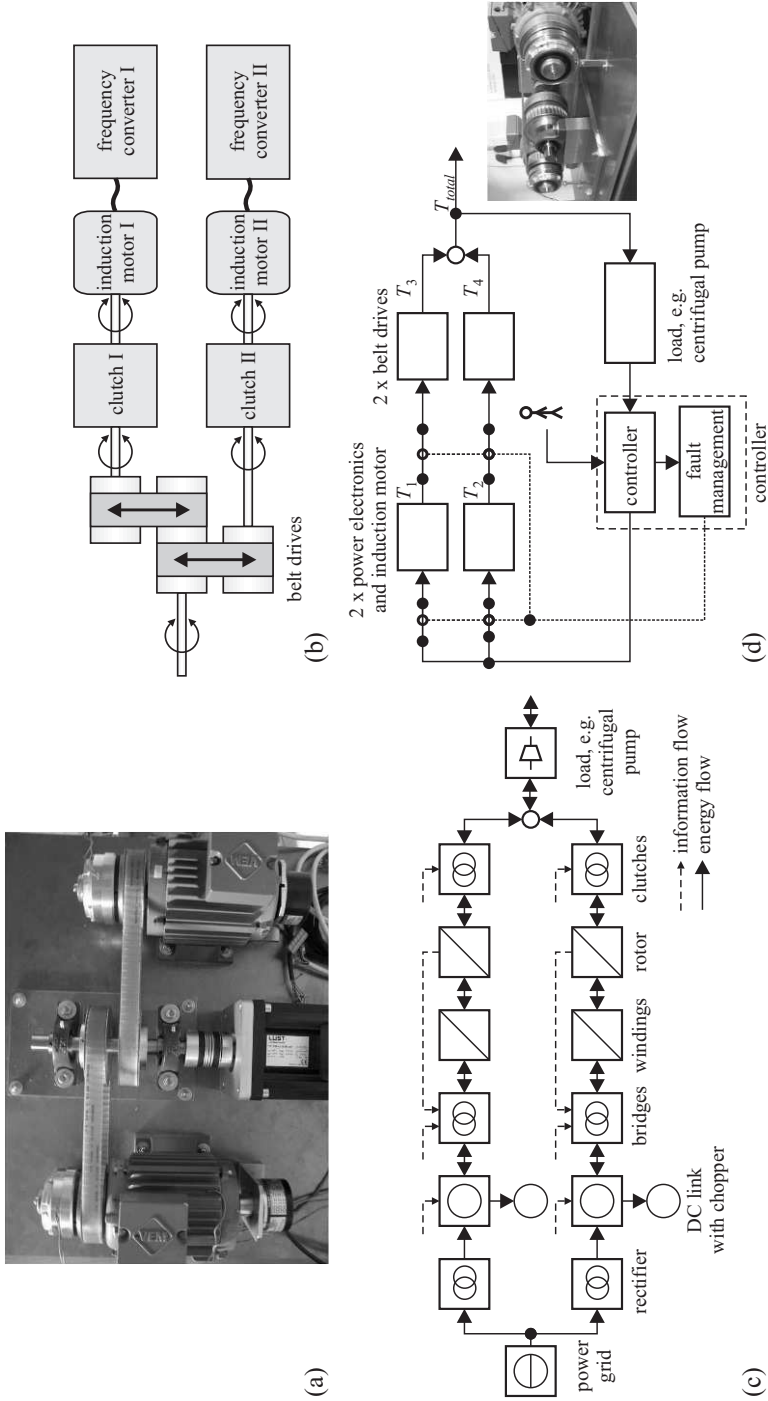 (a)
VEM
VEM
LUST
(b)
frequency
converter I
induction
motor I
clutch I
frequency
converter II
induction
motor II
clutch II
belt drives
(c)
power
grid
rectifier
DC link
with chopper
bridges
windings
rotor
clutches
load, e.g.
centrifugal
pump
information flow
energy flow
(d)
2 x power electronics
and induction motor
2 x belt drives
T1
T2
T3
T4
Ttotal
load, e.g.
centrifugal pump
controller
fault
management
controller